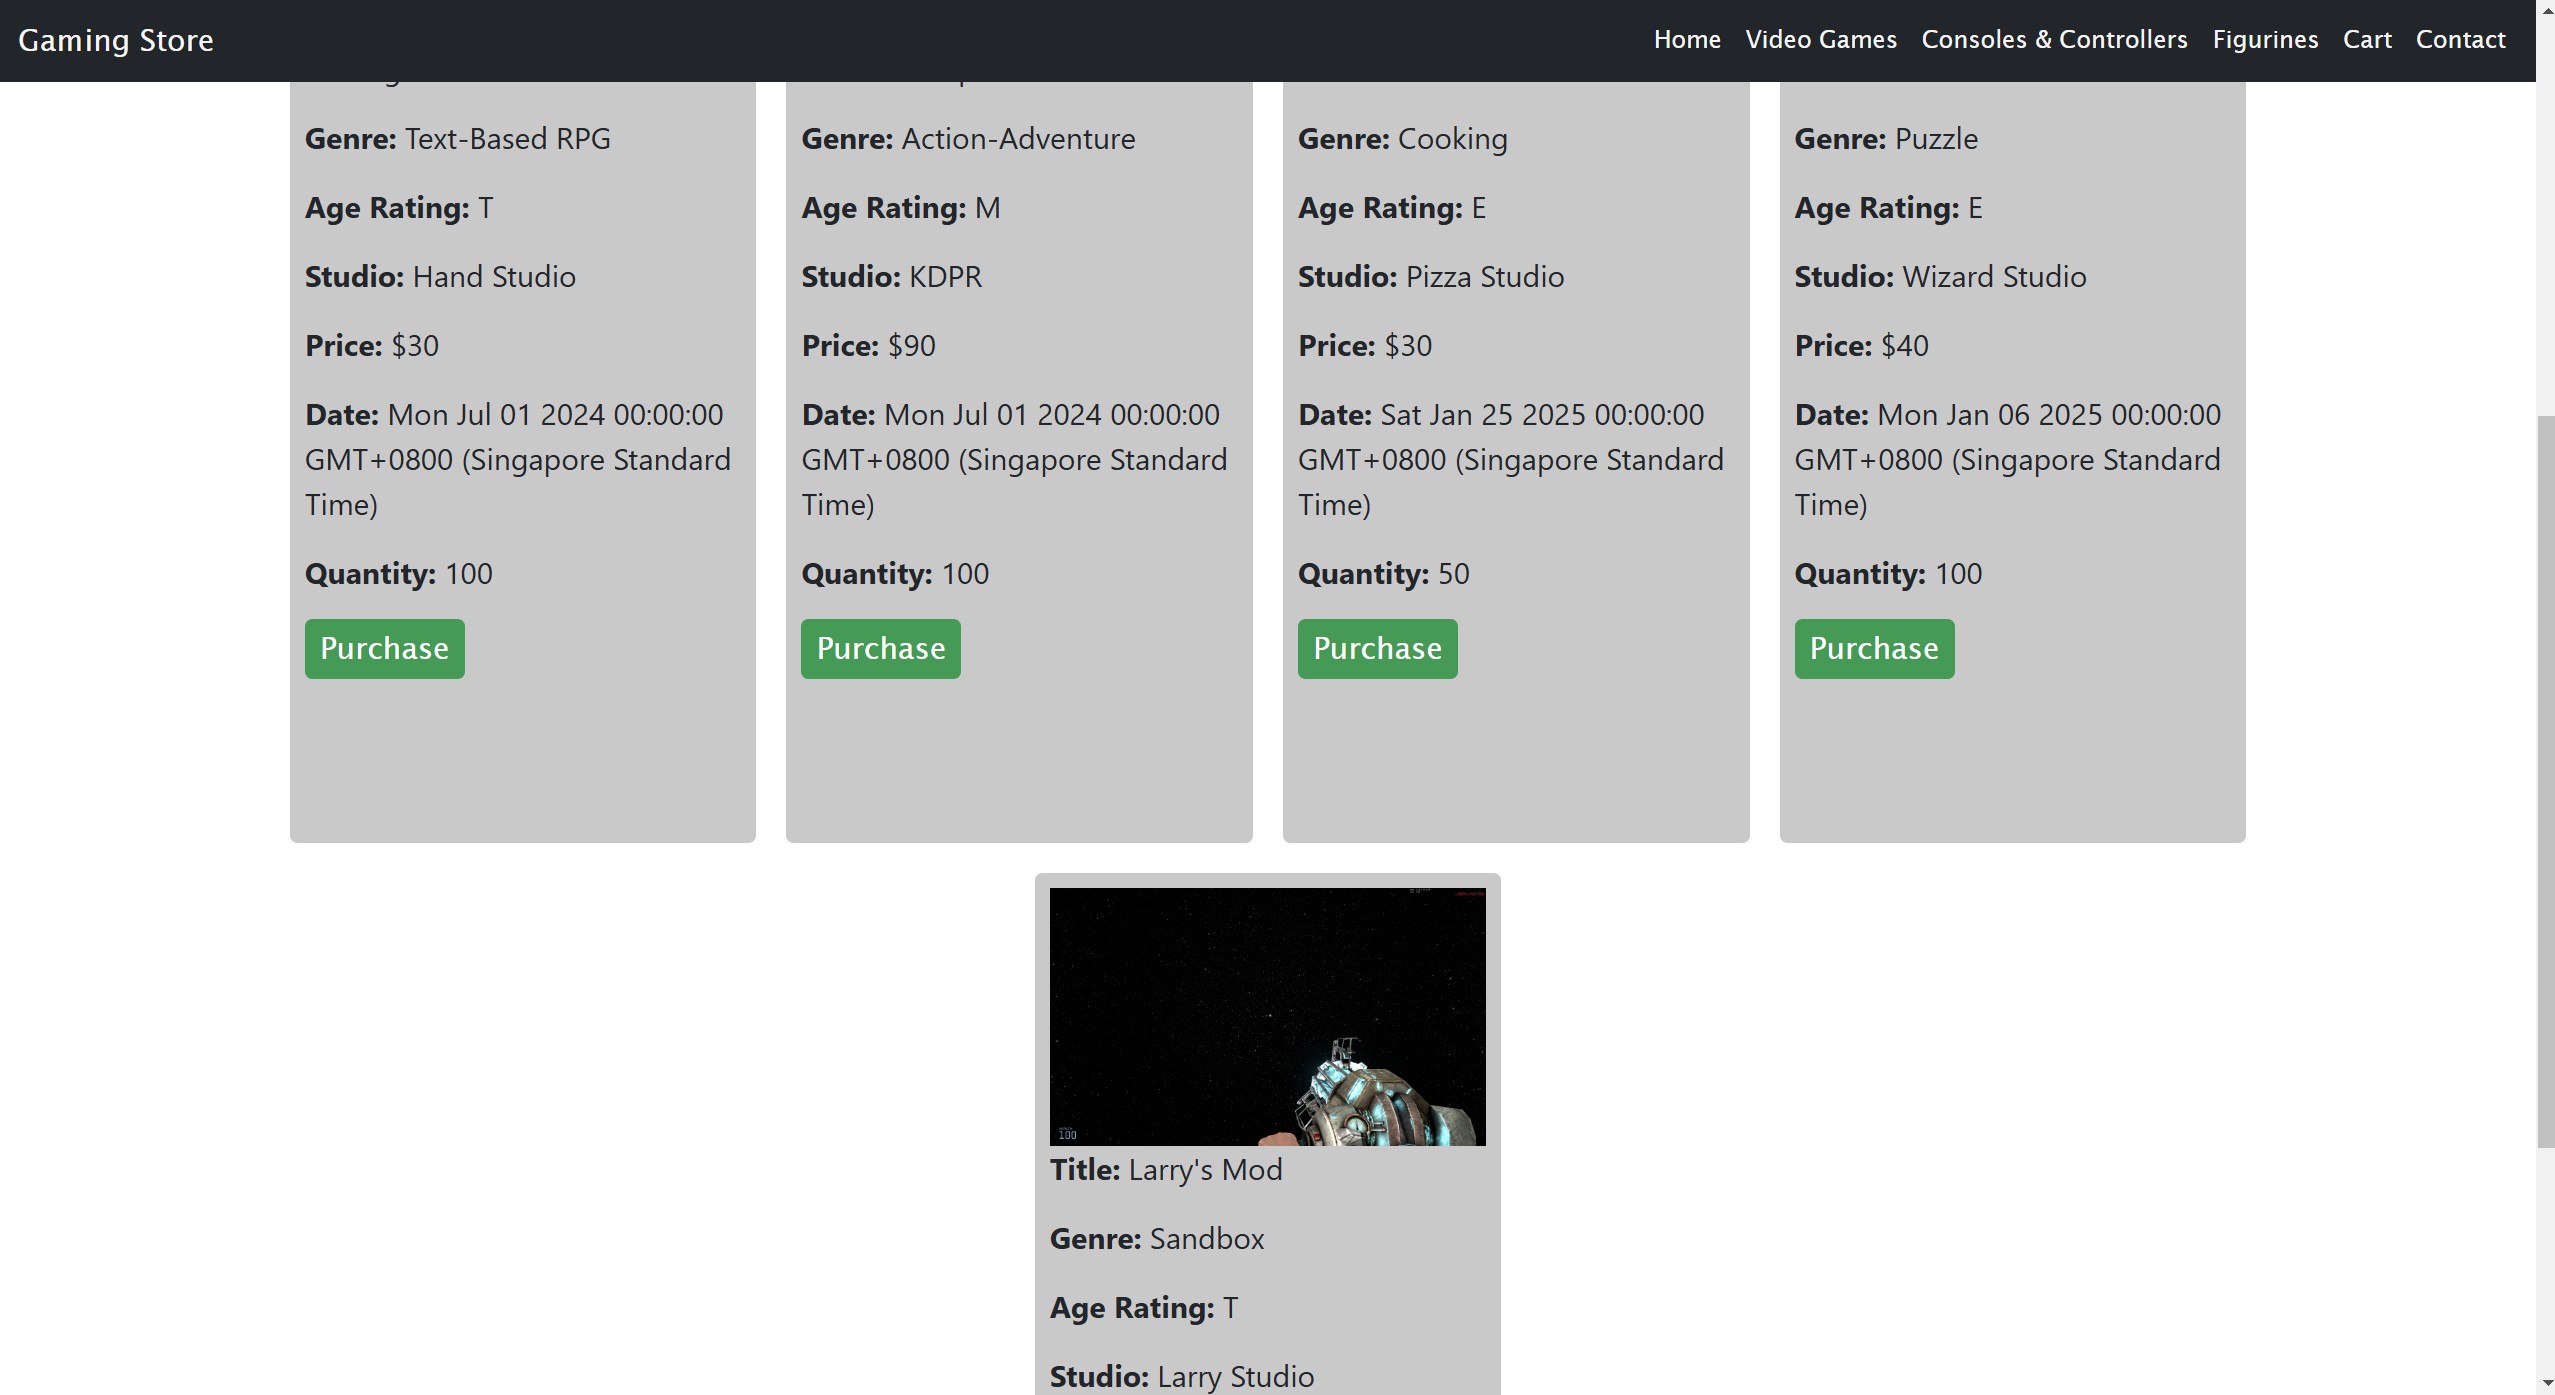 Gaming Store
Home Video Games Consoles & Controllers Figurines Cart Contact
Genre: Text-Based RPG
Age Rating: T
Studio: Hand Studio
Price: $30
Date: Mon Jul 01 2024 00:00:00
GMT+0800 (Singapore Standard
Time)
Quantity: 100
Purchase
Genre: Action-Adventure
Age Rating: M
Studio: KDPR
Price: $90
Date: Mon Jul 01 2024 00:00:00
GMT+0800 (Singapore Standard
Time)
Quantity: 100
Purchase
Genre: Cooking
Age Rating: E
Studio: Pizza Studio
Price: $30
Date: Sat Jan 25 2025 00:00:00
GMT+0800 (Singapore Standard
Time)
Quantity: 50
Purchase
Genre: Puzzle
Age Rating: E
Studio: Wizard Studio
Price: $40
Date: Mon Jan 06 2025 00:00:00
GMT+0800 (Singapore Standard
Time)
Quantity: 100
Purchase
100
Title: Larry's Mod
Genre: Sandbox
Age Rating: T
Studio: Larry Studio